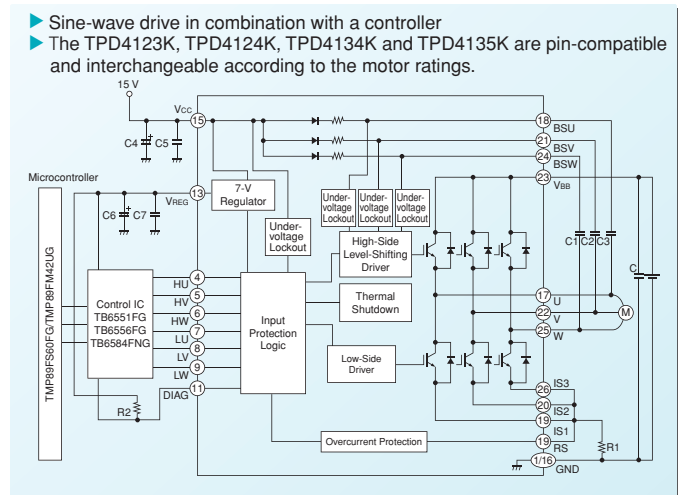 Sine-wave drive in combination with a controller
The TPD4123K, TPD4124K, TPD4134K and TPD4135K are pin-compatible
and interchangeable according to the motor ratings.
15 V
VCC
15
C4
+
C5
18
BSU
21
BSV
24
BSW
23
VBB
Microcontroller
TMP89FS60FG/TMP89FM42UG
VREG
13
7-V
Regulator
C6
+
C7
Under-
voltage
Lockout
Under-
voltage
Lockout
Under-
voltage
Lockout
Under-
voltage
Lockout
High-Side
Level-Shifting
Driver
C1
C2
C3
C
Control IC
TB6551FG
TB6556FG
TB6584FNG
4
HU
5
HV
6
HW
7
LU
8
LV
9
LW
11
DIAG
R2
Input
Protection
Logic
Thermal
Shutdown
Low-Side
Driver
17
U
22
V
25
W
M
26
IS3
20
IS2
19
IS1
19
RS
R1
Overcurrent Protection
1/16
GND